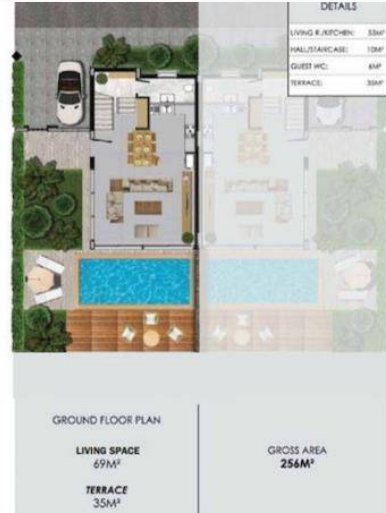 DETAILS
LIVING R./KITCHEN: 53M²
HALL/STAIRCASE: 10M²
GUEST WC: 6M²
TERRACE: 35M²
GROUND FLOOR PLAN
LIVING SPACE
69M²
TERRACE
35M²
GROSS AREA
256M²